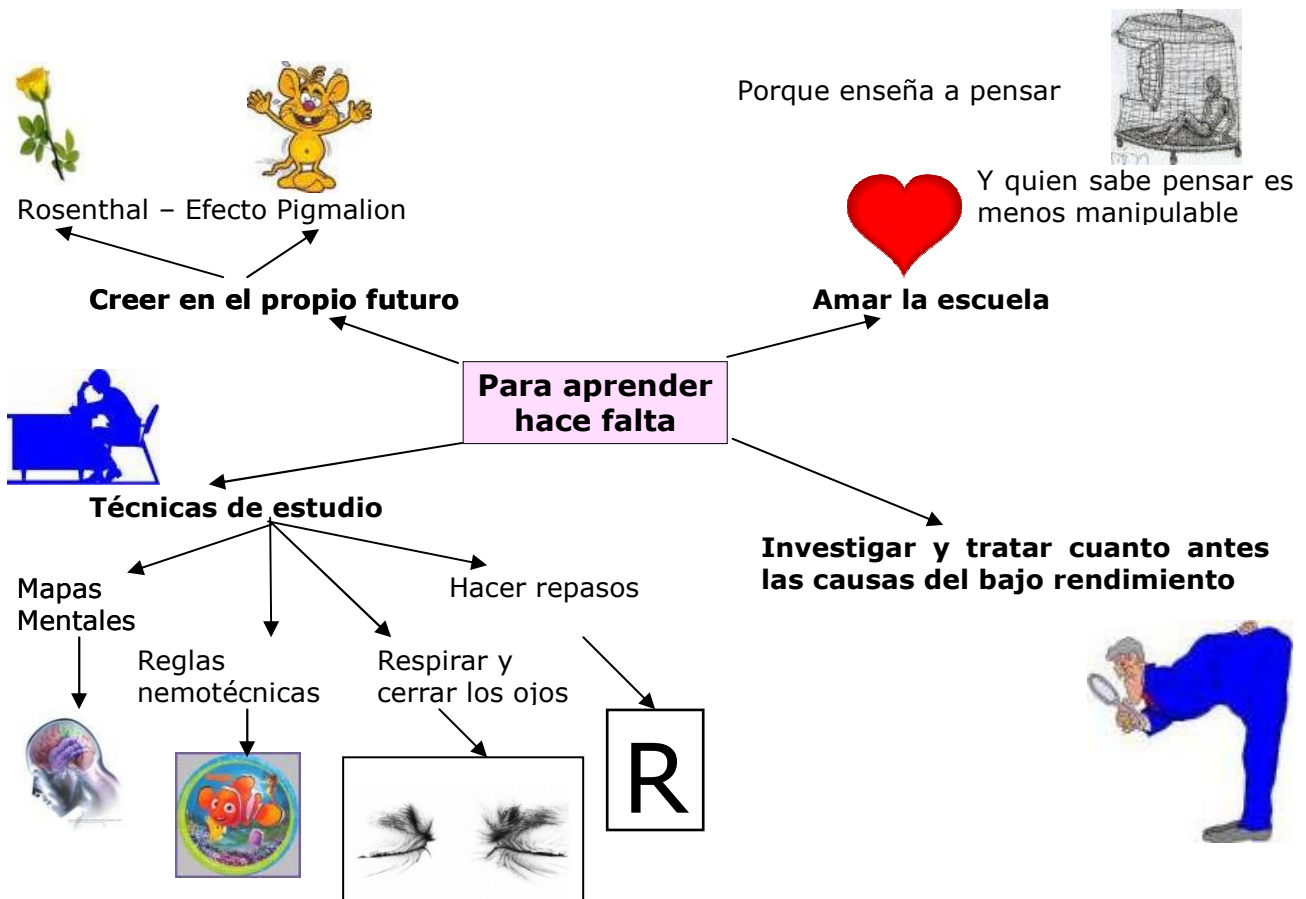 Porque enseña a pensar
Y quien sabe pensar es
menos manipulable
Rosenthal – Efecto Pigmalion
Creer en el propio futuro
Amar la escuela
Para aprender
hace falta
Técnicas de estudio
Investigar y tratar cuanto antes
las causas del bajo rendimiento
Mapas
Mentales
Hacer repasos
Reglas
nemotécnicas
Respirar y
cerrar los ojos
R